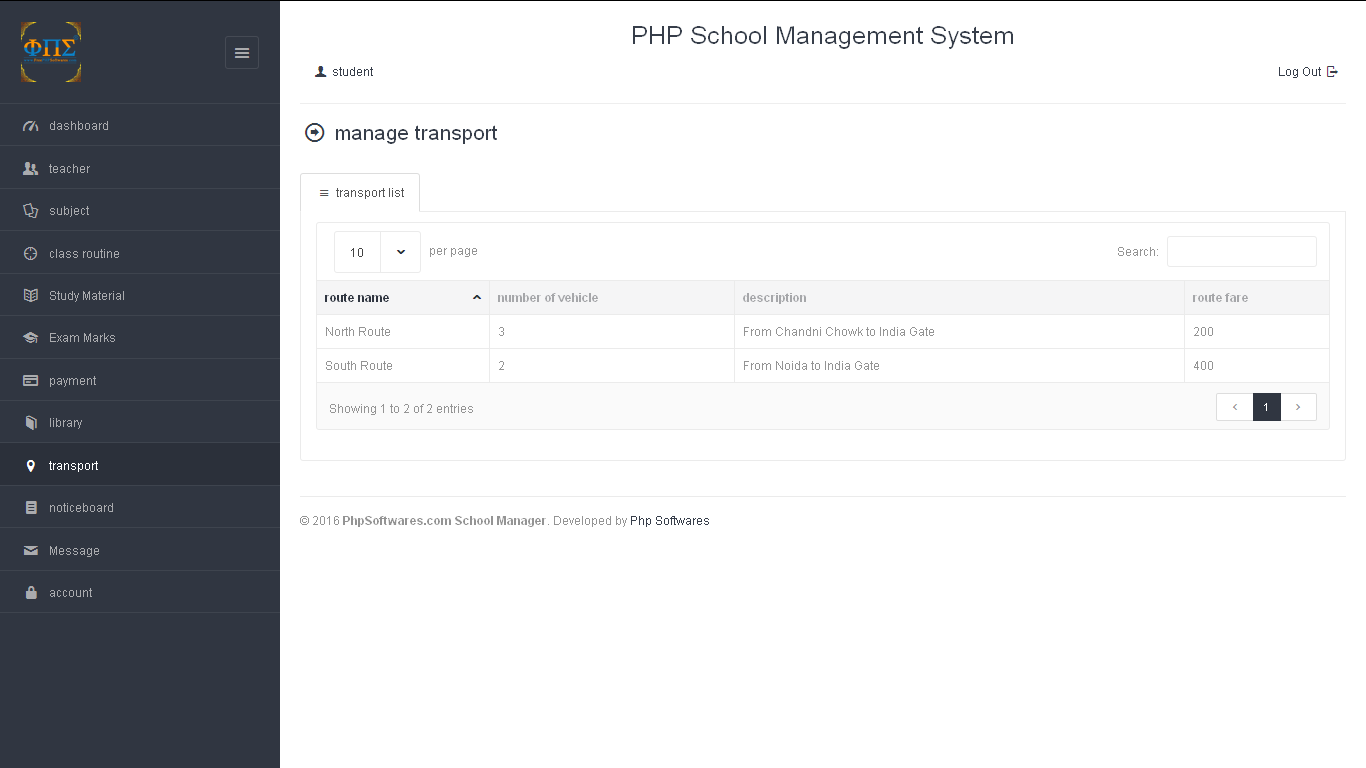 ΦΠΣ
PHP School Management System
student
Log Out
dashboard
teacher
subject
class routine
Study Material
Exam Marks
payment
library
transport
noticeboard
Message
account
manage transport
transport list
10 per page
Search:
route name number of vehicle description route fare
North Route 3 From Chandni Chowk to India Gate 200
South Route 2 From Noida to India Gate 400
Showing 1 to 2 of 2 entries
1
© 2016 PhpSoftwares.com School Manager. Developed by Php Softwares